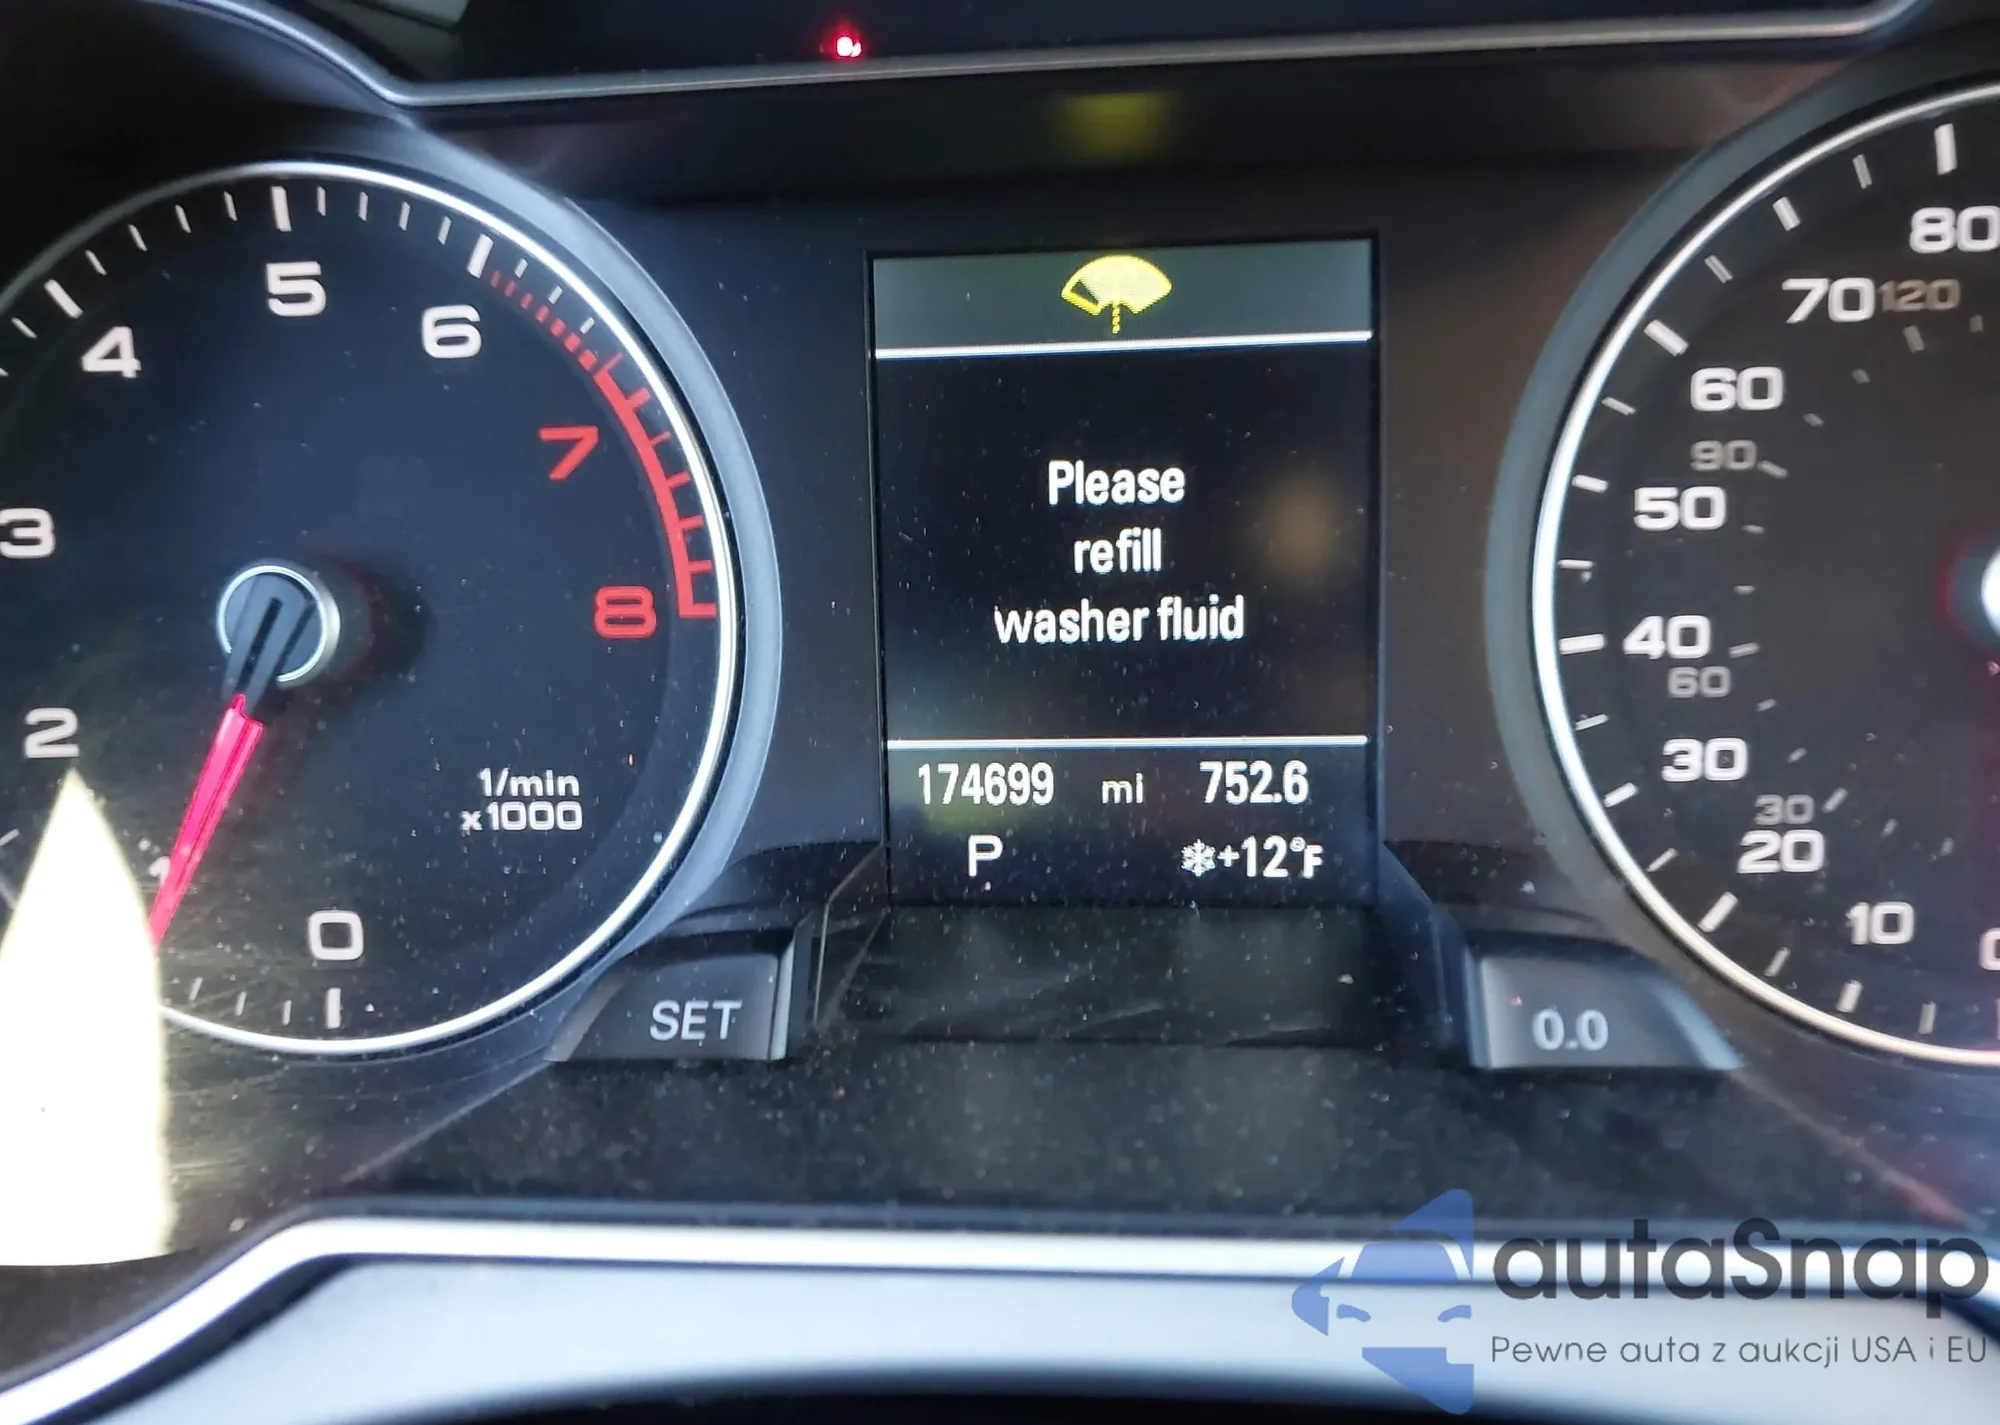 5
4
6
3
7
8
2
1
0
1/min
x1000
Please
refill
washer fluid
174699 mi 752.6
P +12°F
80
70 120
60
90
50
40
60
30
30
20
10
0
SET
0.0
autaSnap
Pewne auta z aukcji USA i EU